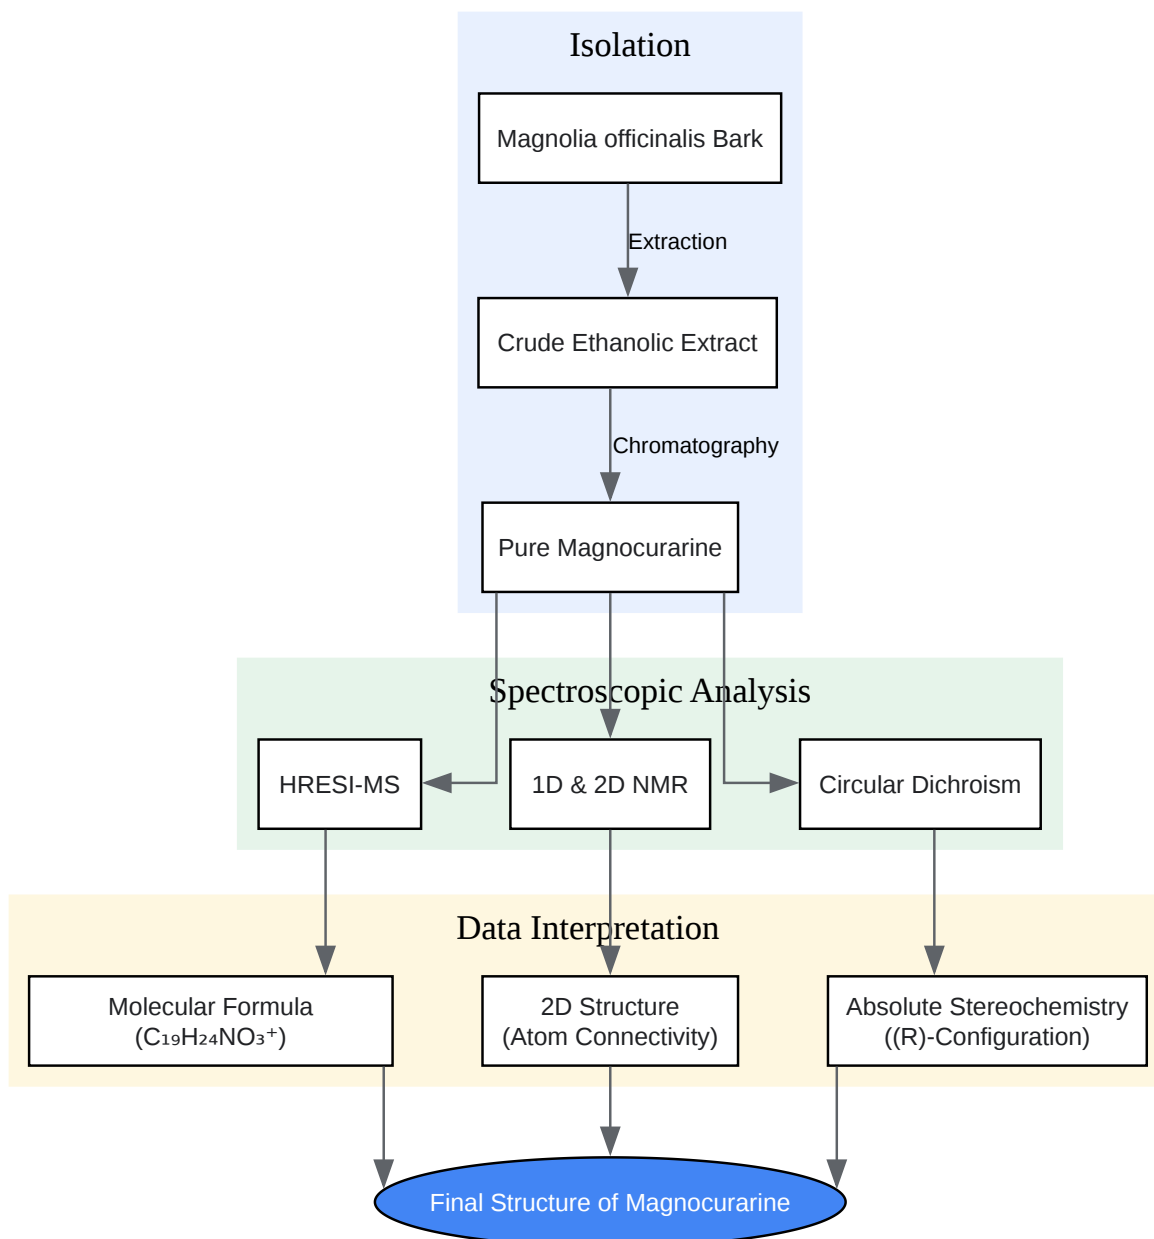 Isolation
Magnolia officinalis Bark
Extraction
Crude Ethanolic Extract
Chromatography
Pure Magnocurarine
Spectroscopic Analysis
HRESI-MS
1D & 2D NMR
Circular Dichroism
Data Interpretation
Molecular Formula
(C₁₉H₂₄NO₃⁺)
2D Structure
(Atom Connectivity)
Absolute Stereochemistry
((R)-Configuration)
Final Structure of Magnocurarine